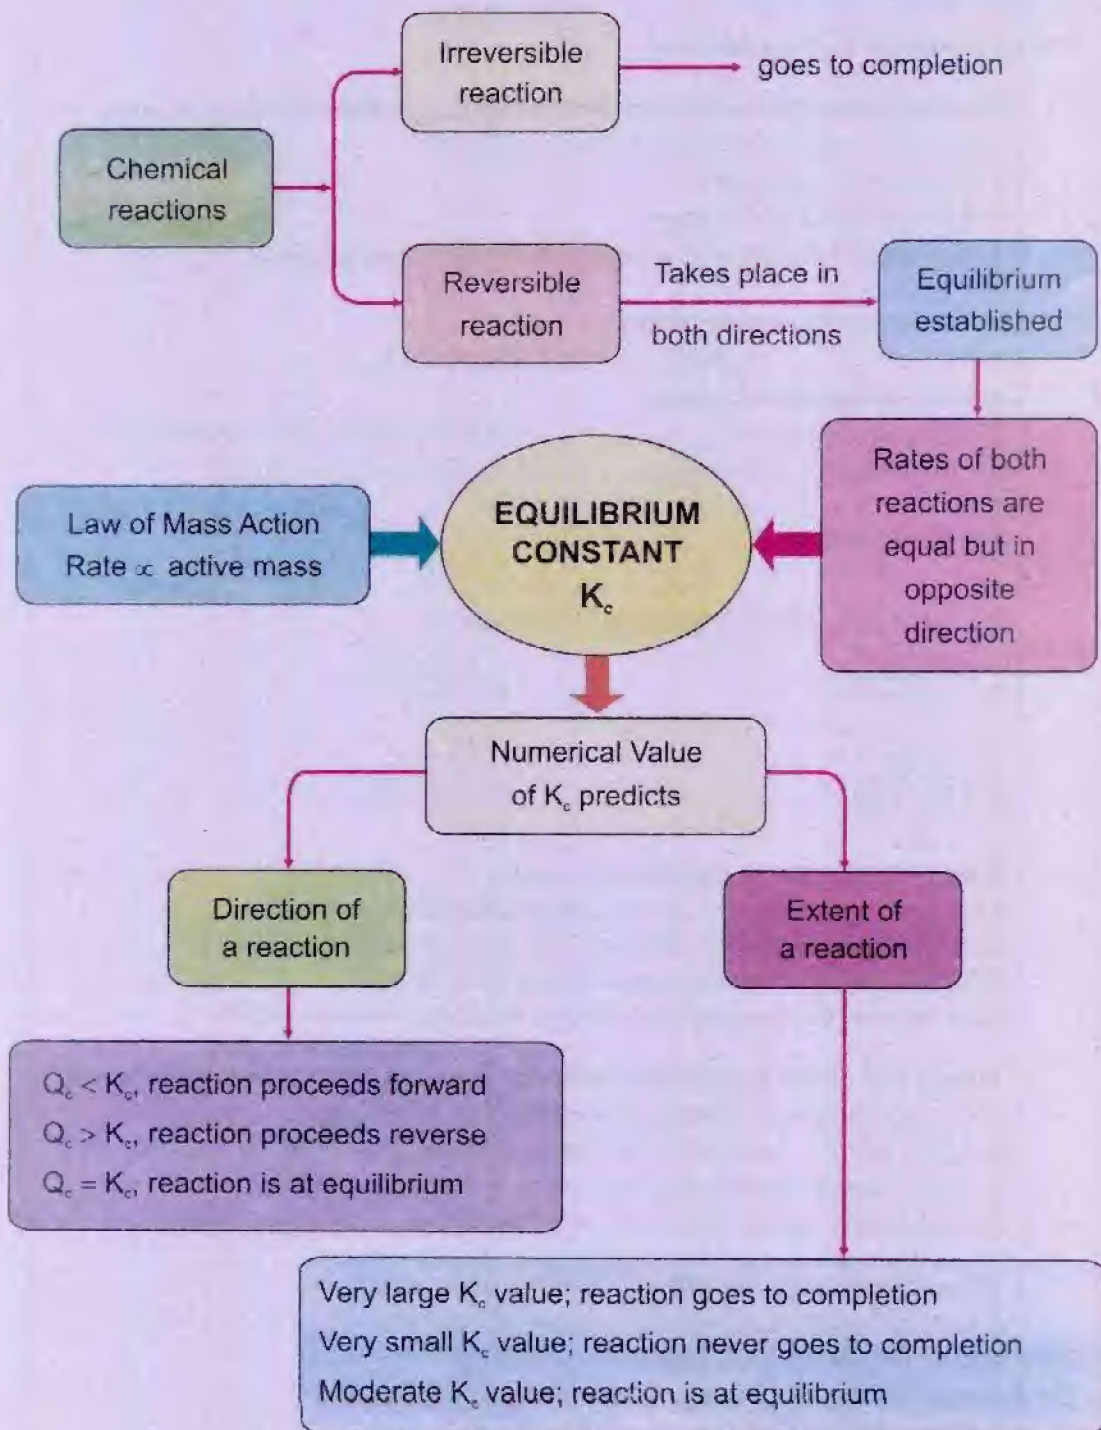 Irreversible
reaction
goes to completion
Chemical
reactions
Reversible
reaction
Takes place in
both directions
Equilibrium
established
Rates of both
reactions are
equal but in
opposite
direction
Law of Mass Action
Rate ∝ active mass
EQUILIBRIUM
CONSTANT
Kc
Numerical Value
of Kc predicts
Direction of
a reaction
Extent of
a reaction
Qc < Kc, reaction proceeds forward
Qc > Kc, reaction proceeds reverse
Qc = Kc, reaction is at equilibrium
Very large Kc value; reaction goes to completion
Very small Kc value; reaction never goes to completion
Moderate Kc value; reaction is at equilibrium